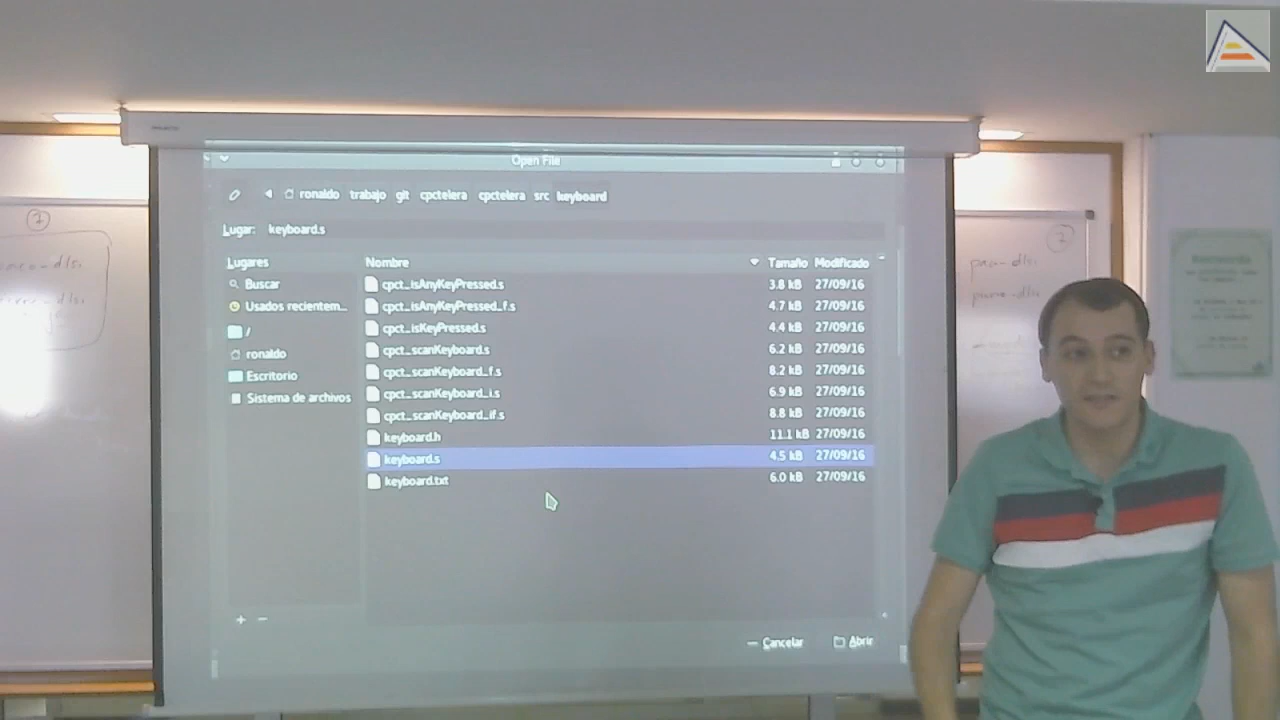 Open File
ronaldo trabajo git cpctelera cpctelera src keyboard
Lugar: keyboard.s
Lugares
Buscar
Usados recientem...
/
ronaldo
Escritorio
Sistema de archivos
Nombre Tamaño Modificado
cpct_isAnyKeyPressed.s 3.8 kB 27/09/16
cpct_isAnyKeyPressed_f.s 4.7 kB 27/09/16
cpct_isKeyPressed.s 4.4 kB 27/09/16
cpct_scanKeyboard.s 6.2 kB 27/09/16
cpct_scanKeyboard_f.s 8.2 kB 27/09/16
cpct_scanKeyboard_i.s 6.9 kB 27/09/16
cpct_scanKeyboard_if.s 8.8 kB 27/09/16
keyboard.h 11.1 kB 27/09/16
keyboard.s 4.5 kB 27/09/16
keyboard.txt 6.0 kB 27/09/16
+ −
Cancelar Abrir